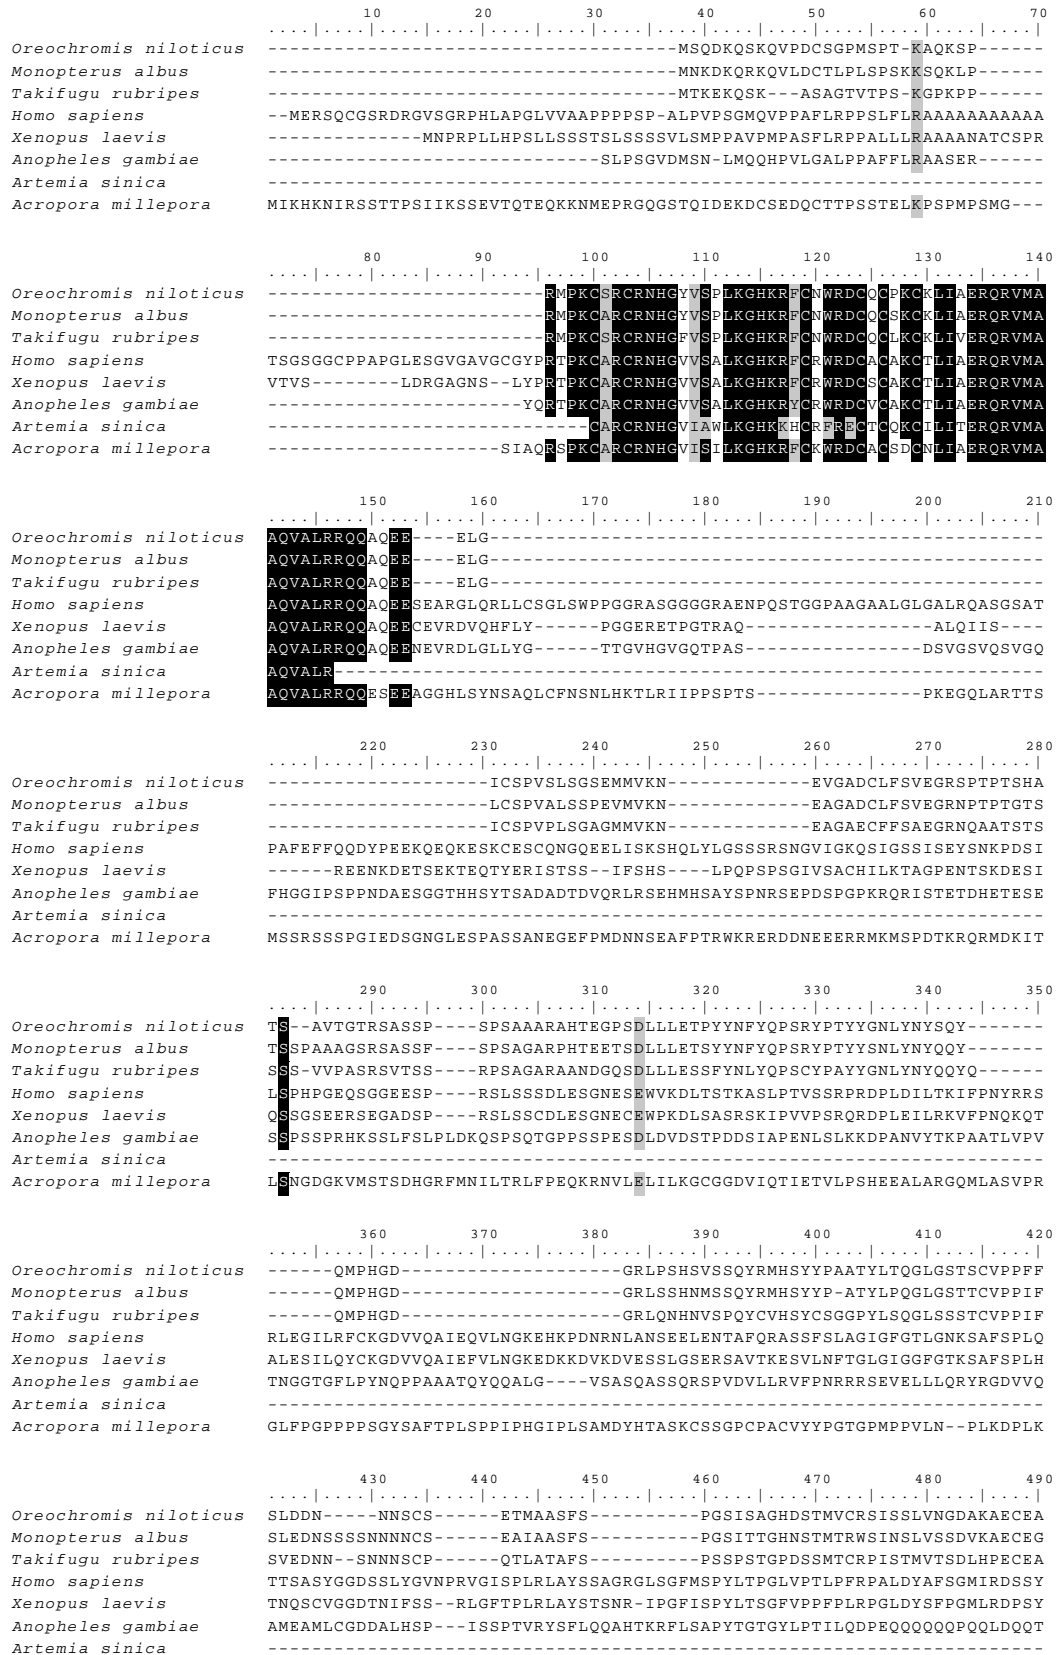 10 20 30 40 50 60 70
....|....|....|....|....|....|....|....|....|....|....|....|....|....|
Oreochromis niloticus -------------------------------------MSQDKQSKQVPDCSGPMSPT-KAQKSP------
Monopterus albus -------------------------------------MNKDKQRKQVLDCTLPLSPSKKSQKLP------
Takifugu rubripes -------------------------------------MTKEKQSK---ASAGTVTPS-KGPKPP------
Homo sapiens --MERSQCGSRDRGVSGRPHLAPGLVVAAPPPPSP-ALPVPSGMQVPPAFLRPPSLFLRAAAAAAAAAAA
Xenopus laevis --------------MNPRPLLHPSLLSSSTSLSSSSVLSMPPAVPMPASFLRPPALLLRAAAANATCSPR
Anopheles gambiae ------------------------------SLPSGVDMSN-LMQQHPVLGALPPAFFLRAASER------
Artemia sinica ----------------------------------------------------------------------
Acropora millepora MIKHKNIRSSTTPSIIKSSEVTQTEQKKNMEPRGQGSTQIDEKDCSEDQCTTPSSTELKPSPMPSMG---
80 90 100 110 120 130 140
....|....|....|....|....|....|....|....|....|....|....|....|....|....|
Oreochromis niloticus -------------------------RMPKCSRCRNHGYVSPLKGHKRFCNWRDCQCPKCKLIAERQRVMA
Monopterus albus -------------------------RMPKCARCRNHGYVSPLKGHKRFCNWRDCQCSKCKLIAERQRVMA
Takifugu rubripes -------------------------RMPKCSRCRNHGFVSPLKGHKRFCNWRDCQCLKCKLIVERQRVMA
Homo sapiens TSGSGGCPPAPGLESGVGAVGCGYPRTPKCARCRNHGVVSALKGHKRFCRWRDCACAKCTLIAERQRVMA
Xenopus laevis VTVS--------LDRGAGNS--LYPRTPKCARCRNHGVVSALKGHKRFCRWRDCSCAKCTLIAERQRVMA
Anopheles gambiae -----------------------YQRTPKCARCRNHGVVSALKGHKRYCRWRDCVCAKCTLIAERQRVMA
Artemia sinica -----------------------------CARCRNHGVIAWLKGHKKHCRFRECTCQKCILITERQRVMA
Acropora millepora ---------------------SIAQRSPKCARCRNHGVISILKGHKRFCKWRDCACSDCNLIAERQRVMA
150 160 170 180 190 200 210
....|....|....|....|....|....|....|....|....|....|....|....|....|....|
Oreochromis niloticus AQVALRRQQAQEE----ELG--------------------------------------------------
Monopterus albus AQVALRRQQAQEE----ELG--------------------------------------------------
Takifugu rubripes AQVALRRQQAQEE----ELG--------------------------------------------------
Homo sapiens AQVALRRQQAQEESEARGLQRLLCSGLSWPPGGRASGGGGRAENPQSTGGPAAGAALGLGALRQASGSAT
Xenopus laevis AQVALRRQQAQEECEVRDVQHFLY------PGGERETPGTRAQ-----------------ALQIIS----
Anopheles gambiae AQVALRRQQAQEENEVRDLGLLYG------TTGVHGVGQTPAS----------------DSVGSVQSVGQ
Artemia sinica AQVALR----------------------------------------------------------------
Acropora millepora AQVALRRQQESEEAGGHLSYNSAQLCFNSNLHKTLRIIPPSPTS---------------PKEGQLARTTS
220 230 240 250 260 270 280
....|....|....|....|....|....|....|....|....|....|....|....|....|....|
Oreochromis niloticus --------------------ICSPVSLSGSEMMVKN-------------EVGADCLFSVEGRSPTPTSHA
Monopterus albus --------------------LCSPVALSSPEVMVKN-------------EAGADCLFSVEGRNPTPTGTS
Takifugu rubripes --------------------ICSPVPLSGAGMMVKN-------------EAGAECFFSAEGRNQAATSTS
Homo sapiens PAFEFFQQDYPEEKQEQKESKCESCQNGQEELISKSHQLYLGSSSRSNGVIGKQSIGSSISEYSNKPDSI
Xenopus laevis ------REENKDETSEKTEQTYERISTSS--IFSHS---LPQPSPSGIVSACHILKTAGPENTSKDESI
Anopheles gambiae FHGGIPSPPNDAESGGTHHSYTSADADTDVQRLRSEHMHSAYSPNRSEPDSPGPKRQRISTETDHETESE
Artemia sinica ----------------------------------------------------------------------
Acropora millepora MSSRSSSPGIEDSGNGLESPASSANEGEFPMDNNSEAFPTRWKRERDDNEEERRMKMSPDTKRQRMDKIT
290 300 310 320 330 340 350
....|....|....|....|....|....|....|....|....|....|....|....|....|....|
Oreochromis niloticus TS--AVTGTRSASSP----SPSAAARAHTEGPSDLLLETPYYNFYQPSRYPTYYGNLYNYSQY-------
Monopterus albus TSSPAAAGSRSASSF----SPSAGARPHTEETSDLLLETSYYNFYQPSRYPTYYSNLYNYQQY-------
Takifugu rubripes SSS-VVPASRSVTSS----RPSAGARAANDGQSDLLLESSFYNLYQPSCYPAYYGNLYNYQQYQ------
Homo sapiens LSPHPGEQSGGEESP----RSLSSSDLESGNESEWVKDLTSTKASLPTVSSRPRDPLDILTKIFPNYRRS
Xenopus laevis QSSGSEERSEGADSP----RSLSSCDLESGNECEWPKDLSASRSKIPVVPSRQRDPLEILRKVFPNQKQT
Anopheles gambiae SSPSSPRHKSSLFSLPLDKQSPSQTGPPSSPESDLDVDSTPDDSIAPENLSLKKDPANVYTKPAATLVPV
Artemia sinica ----------------------------------------------------------------------
Acropora millepora LSNGDGKVMSTSDHGRFMNILTRLFPEQKRNVLELILKGCGGDVIQTIETVLPSHEEALARGQMLASVPR
360 370 380 390 400 410 420
....|....|....|....|....|....|....|....|....|....|....|....|....|....|
Oreochromis niloticus ------QMPHGD--------------------GRLPSHSVSSQYRMHSYYPAATYLTQGLGSTSCVPPFF
Monopterus albus ------QMPHGD--------------------GRLSSHNMSSQYRMHSYYP-ATYLPQGLGSTTCVPPIF
Takifugu rubripes ------QMPHGD--------------------GRLQNHNVSPQYCVHSYCSGGPYLSQGLSSSTCVPPIF
Homo sapiens RLEGILRFCKGDVVQAIEQVLNGKEHKPDNRNLANSEELENTAFQRASSFSLAGIGFGTLGNKSAFSPLQ
Xenopus laevis ALESILQYCKGDVVQAIEFVLNGKEDKKDVKDVESSLGSERSAVTKESVLNFTGLGIGGFGTKSAFSPLH
Anopheles gambiae TNGGTGFLPYNQPPAAATQYQQALG----VSASQASSQRSPVDVLLRVFPNRRRSEVELLLQRYRGDVVQ
Artemia sinica ----------------------------------------------------------------------
Acropora millepora GLFPGPPPPSGYSAFTPLSPPIPHGIPLSAMDYHTASKCSSGPCPACVYYPGTGPMPPVLN--PLKDPLK
430 440 450 460 470 480 490
....|....|....|....|....|....|....|....|....|....|....|....|....|....|
Oreochromis niloticus SLDDN-----NNSCS------ETMAASFS----------PGSISAGHDSTMVCRSISSLVNSGDAKAECEA
Monopterus albus SLEDNSSSSNNNNCS------EAIAASFS----------PGSITTGHNSTMTRWSINSLVSSDVKAECEG
Takifugu rubripes SVEDNN--SNNNSCP------QTLATAFS----------PSSPSTGPDSSMTCRPISTMVTSDLHPECEA
Homo sapiens TTSASYGGDSSLYGVNPRVGISPLRLAYSSAGRGLSGFMSPYLTPGLVPTLPFRPALDYAFSGMIRDSSY
Xenopus laevis TNQSCVGGDTNIFSS--RLGFTPLRLAYSTSNR-IPGFISPYLTSGFVPPFPLRPGLDYSFPGMLRDPSY
Anopheles gambiae AMEAMLCGDDALHSP---ISSPTVRYSFLQQAHTKRFLSAPYTGTGYLPTILQDPEQQQQQQPQQLDQQT
Artemia sinica ----------------------------------------------------------------------